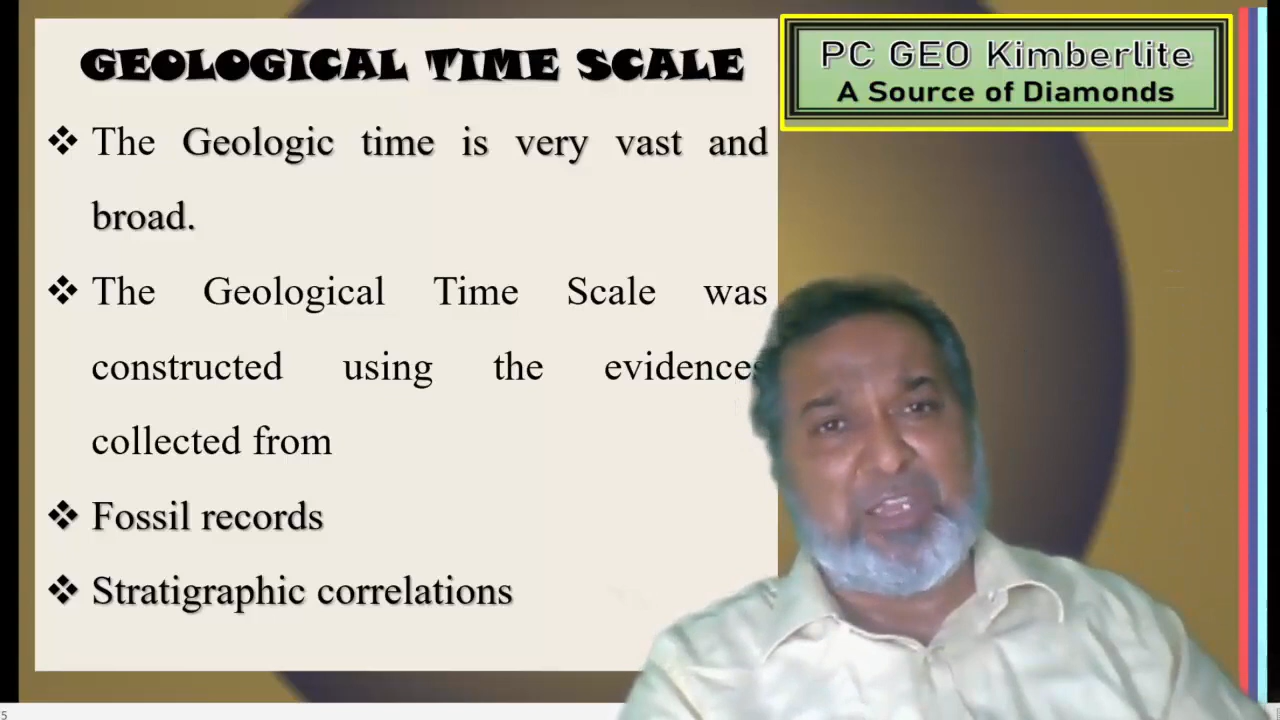 GEOLOGICAL TIME SCALE
PC GEO Kimberlite
A Source of Diamonds
❖ The Geologic time is very vast and
broad.
❖ The Geological Time Scale was
constructed using the evidences
collected from
❖ Fossil records
❖ Stratigraphic correlations
5